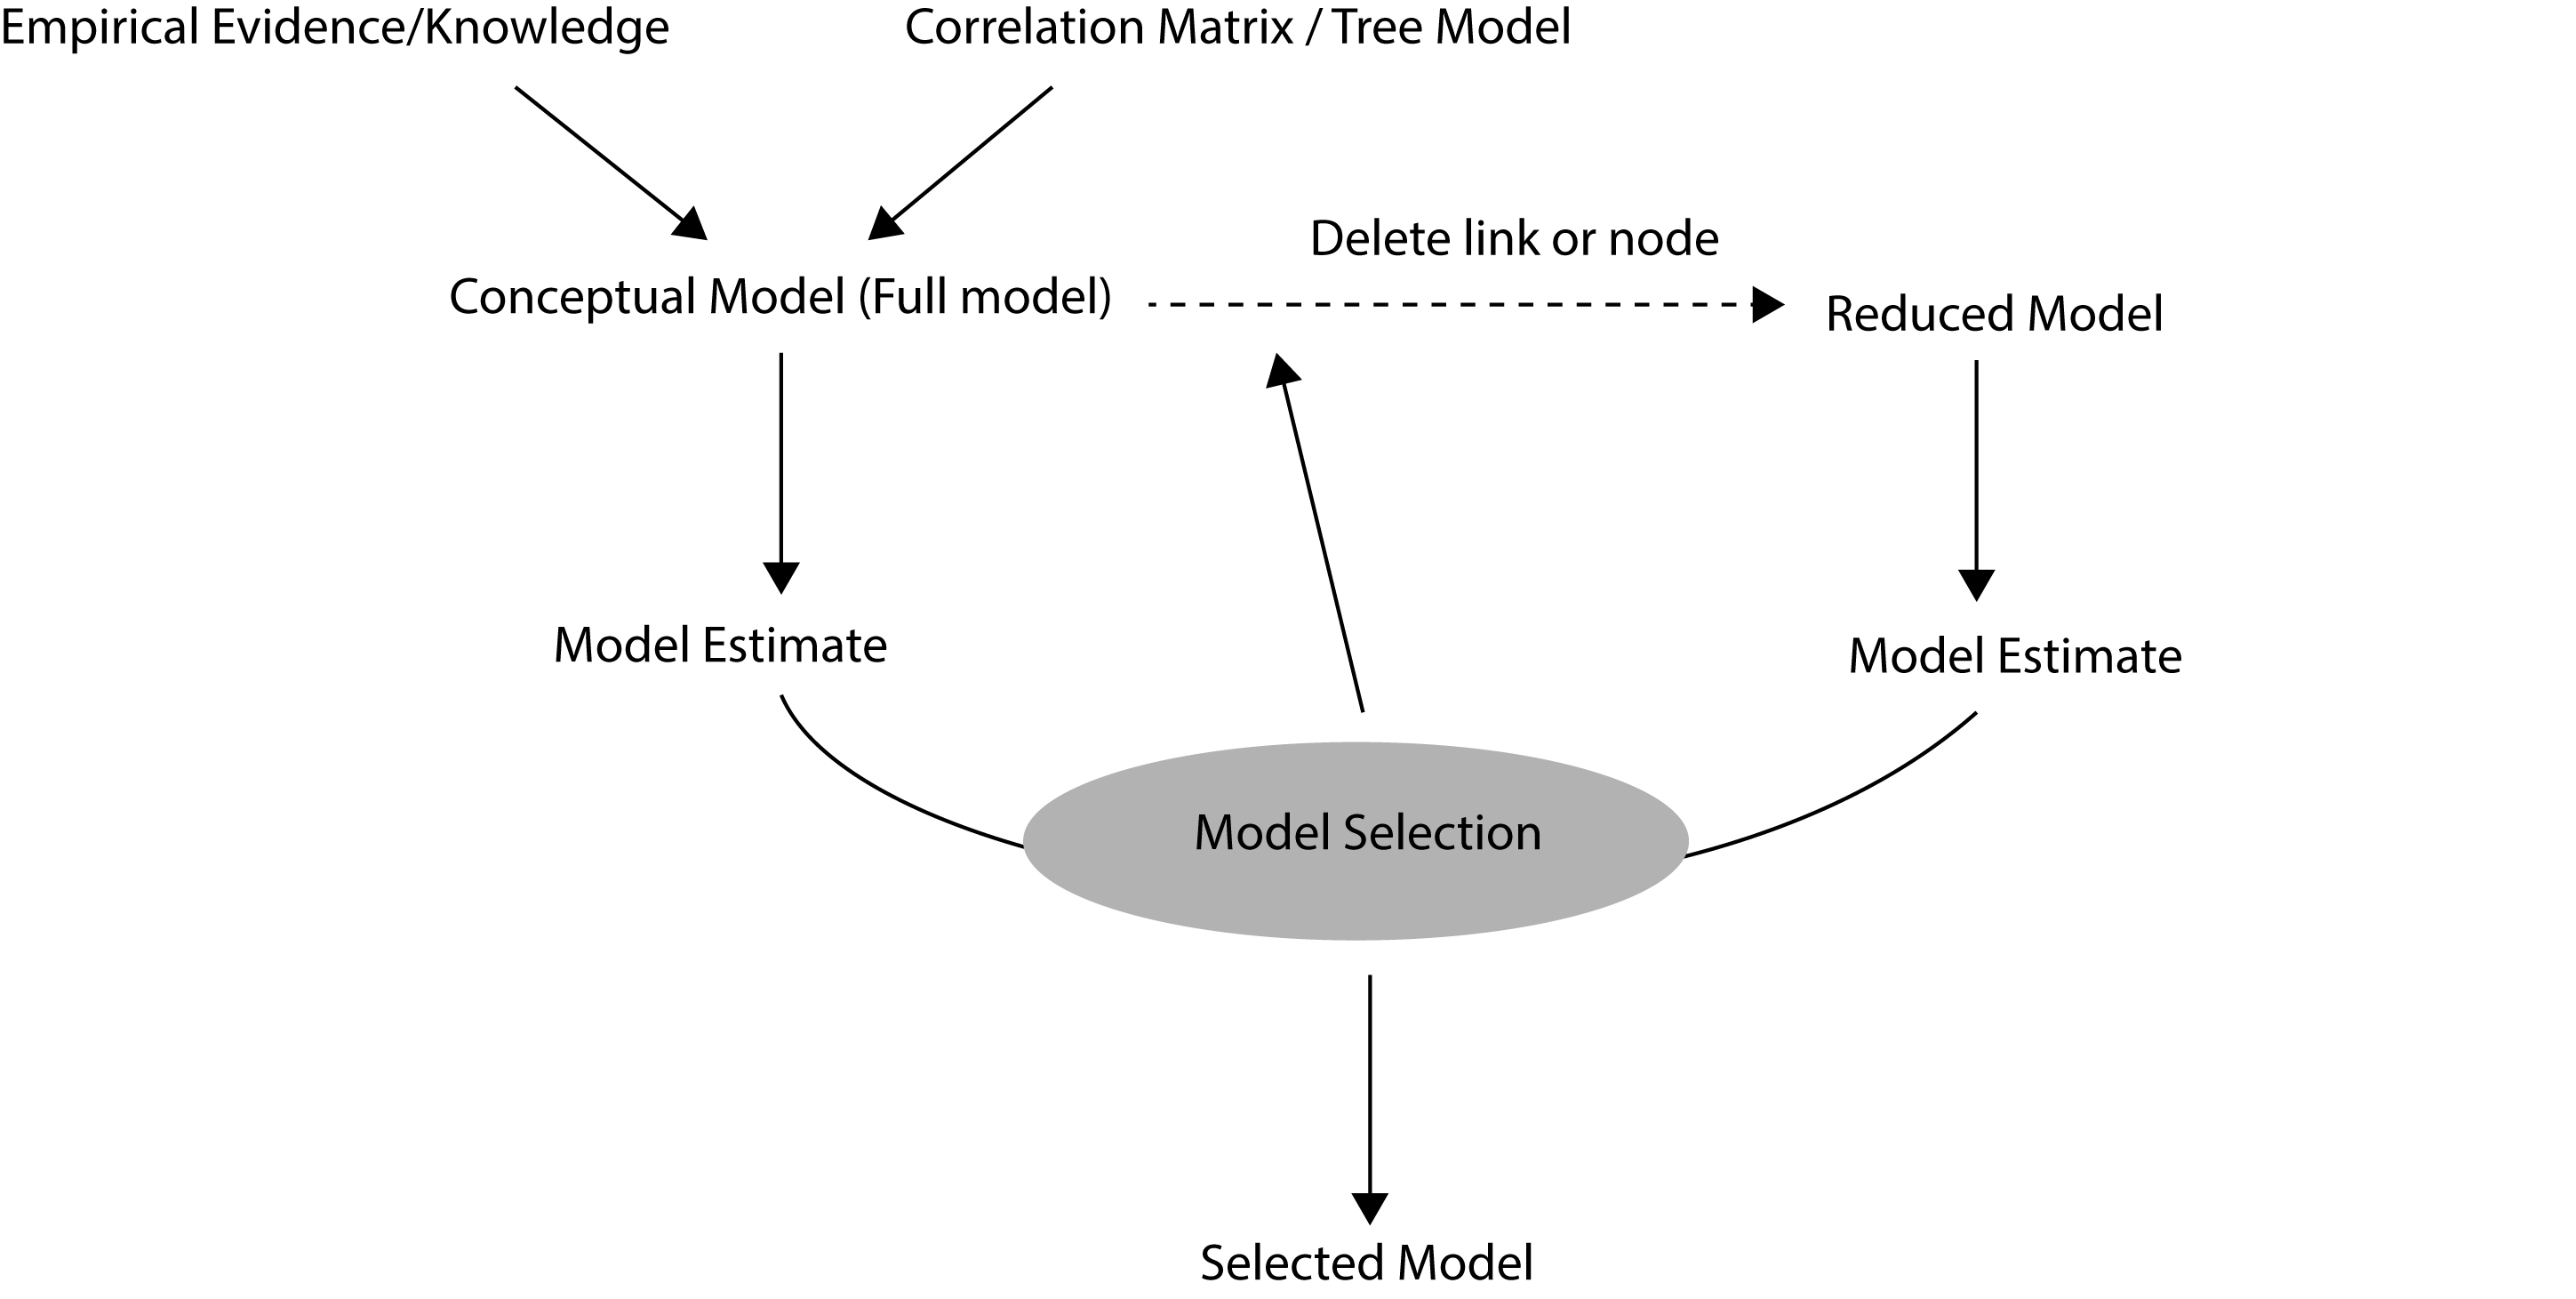 Empirical Evidence/Knowledge
Correlation Matrix / Tree Model
Delete link or node
Conceptual Model (Full model)
Reduced Model
Model Estimate
Model Estimate
Model Selection
Selected Model